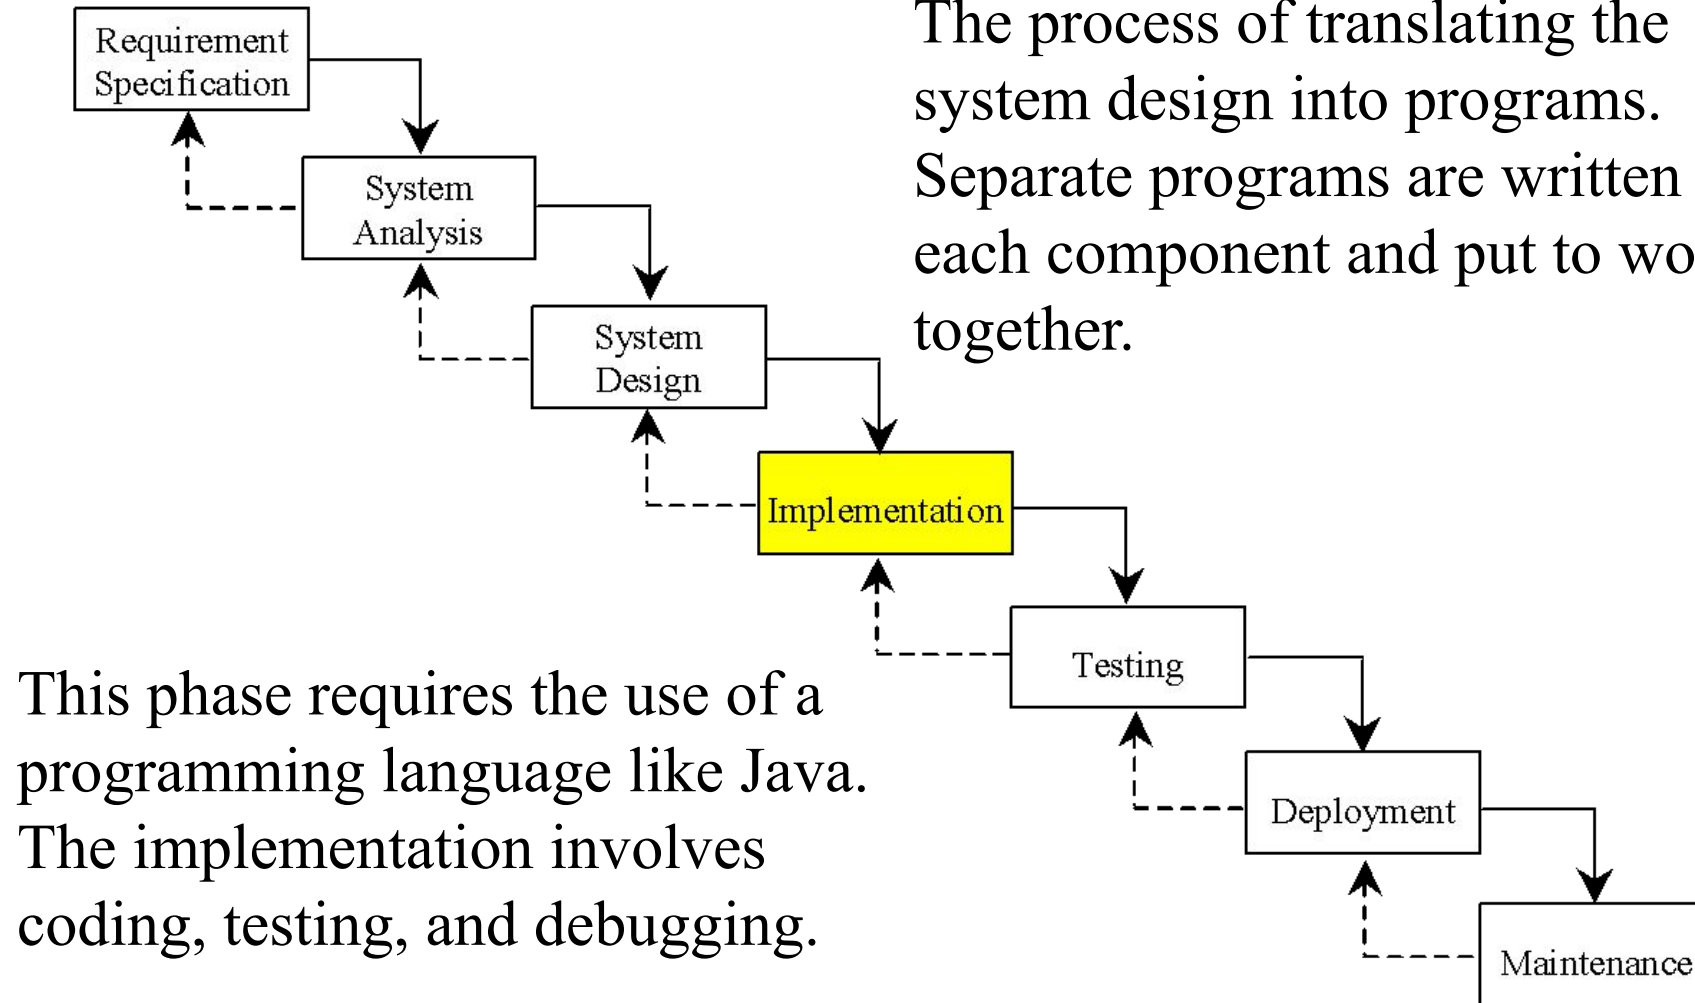 Requirement
Specification
The process of translating the
system design into programs.
Separate programs are written
each component and put to wo
together.
System
Analysis
System
Design
Implementation
Testing
This phase requires the use of a
programming language like Java.
The implementation involves
coding, testing, and debugging.
Deployment
Maintenance